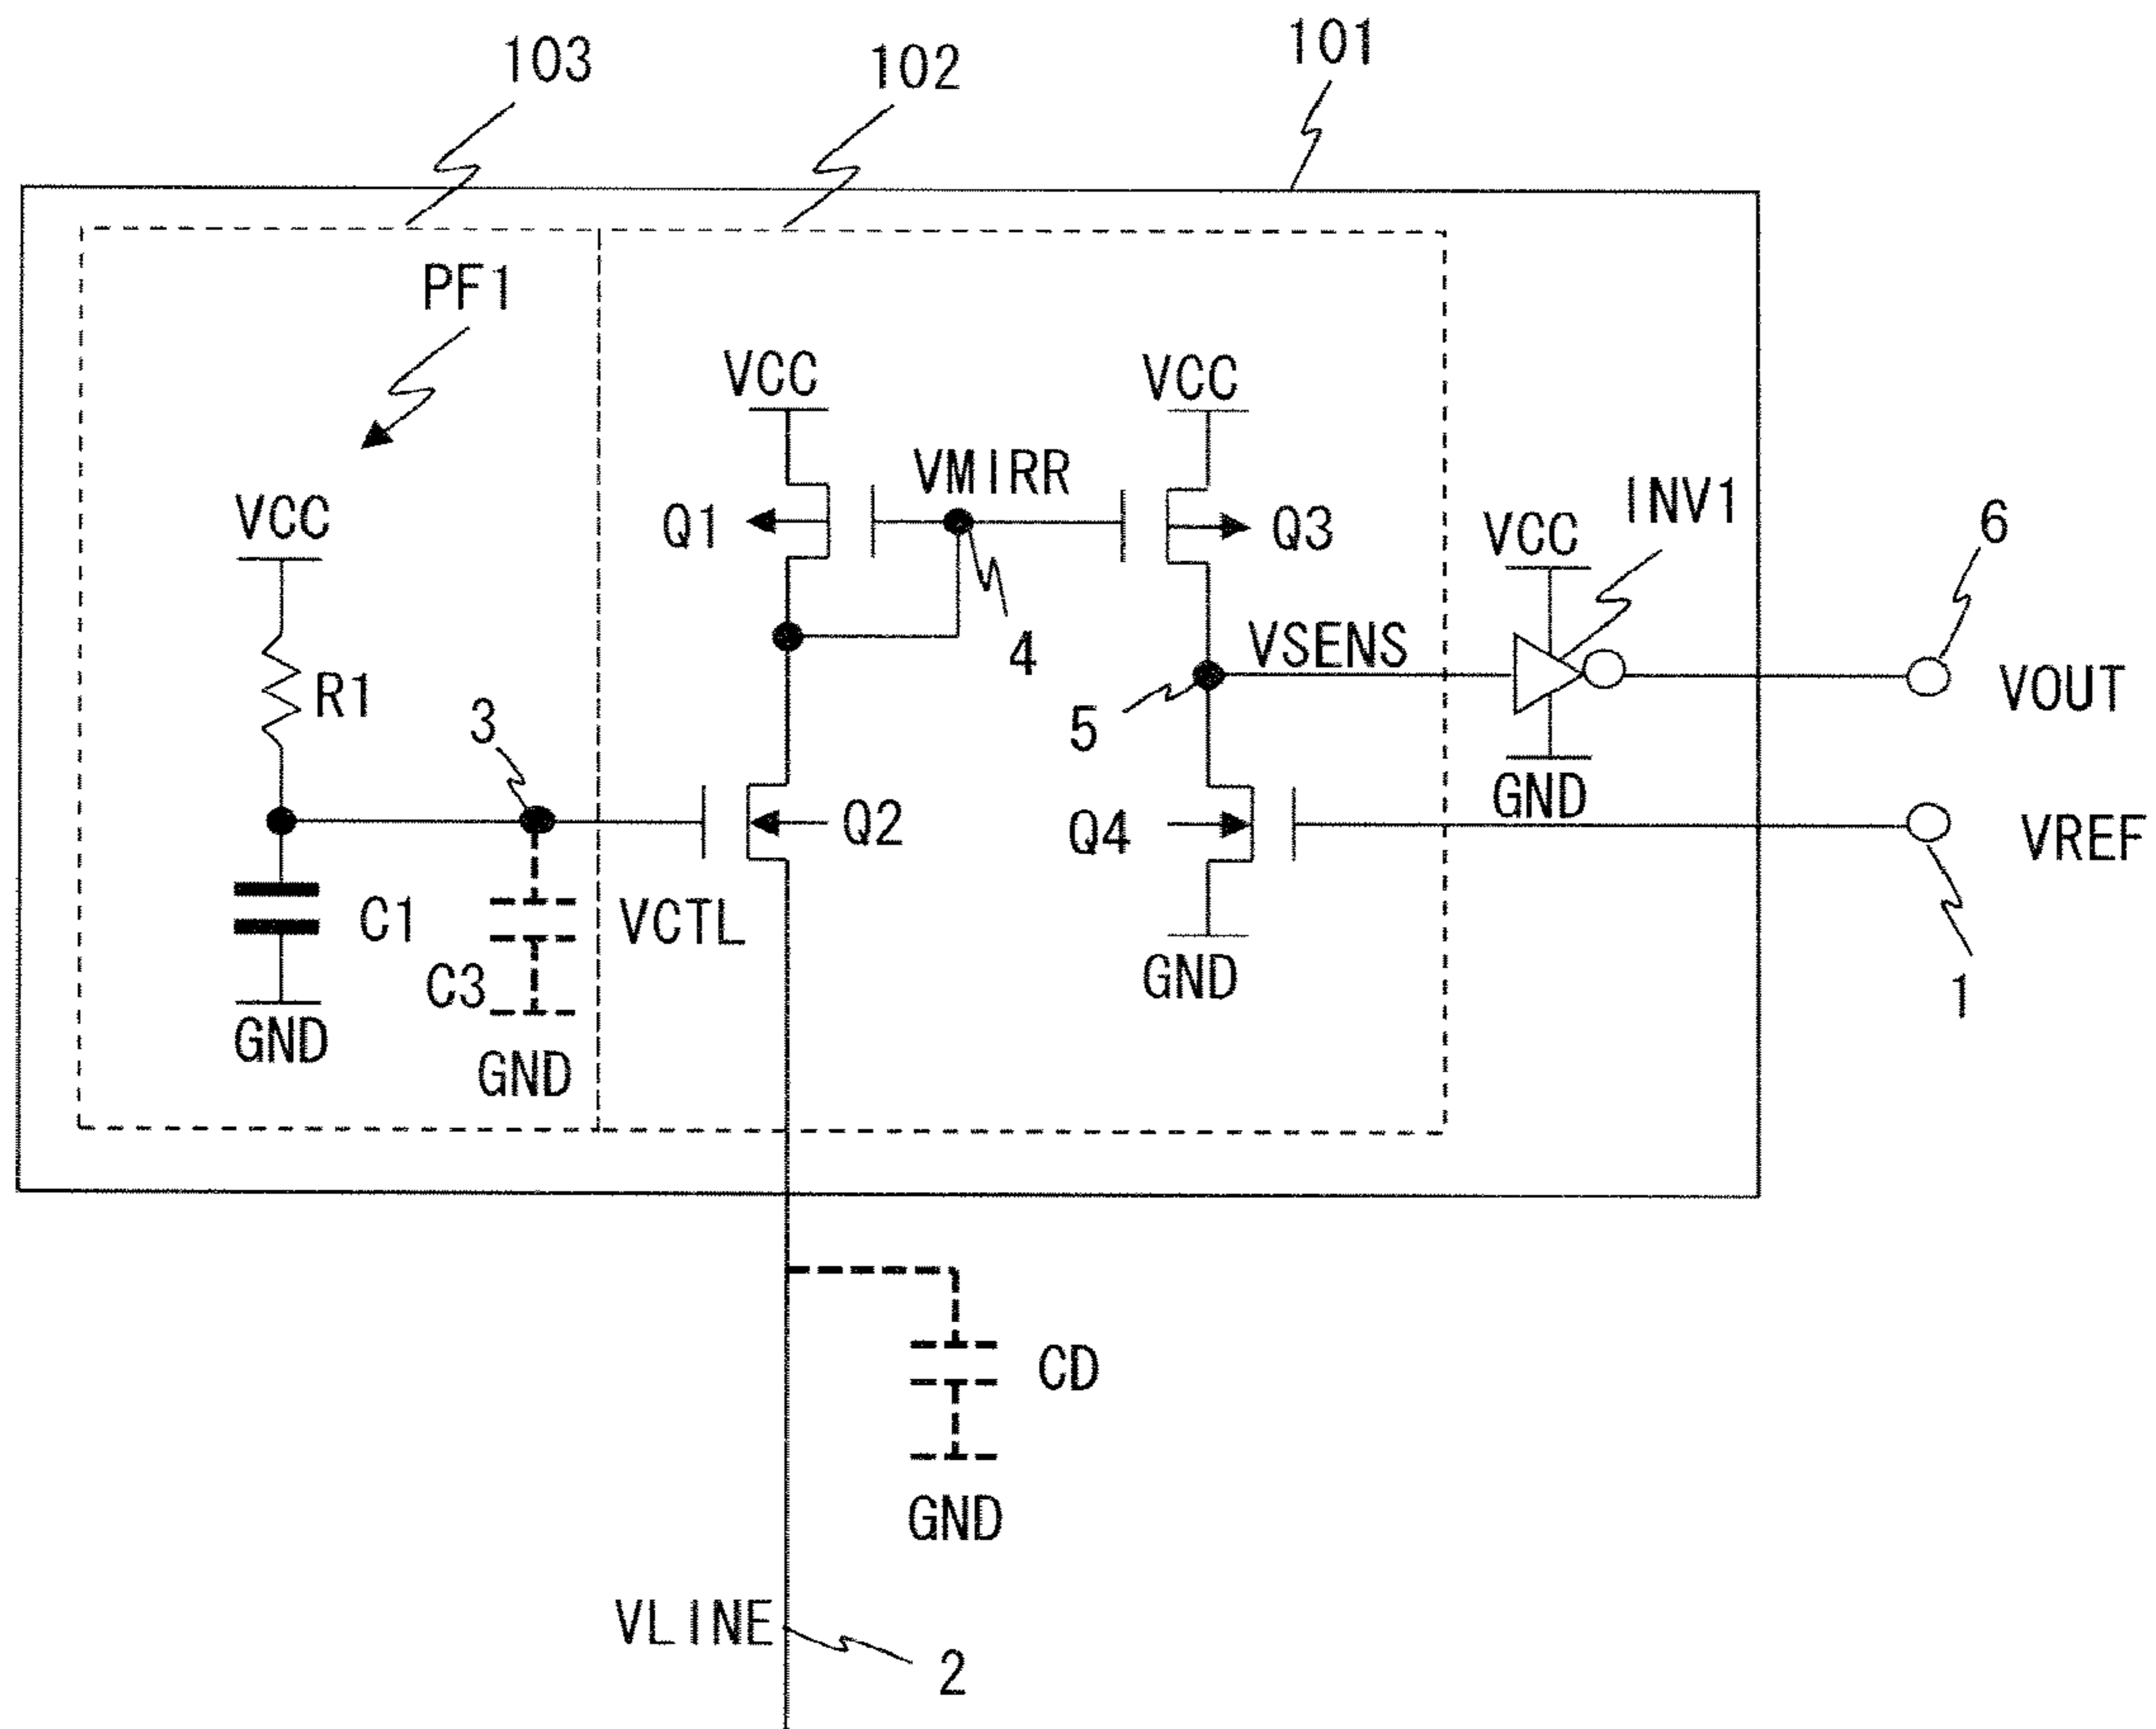 103
102
101
PF1
VCC
VCC
VCC
VMIRR
Q1
Q3
INV1
VCC
6
R1
3
4
VSENS
5
VOUT
Q2
Q4
GND
VREF
C1
VCTL
C3
GND
GND
GND
1
CD
GND
VLINE
2